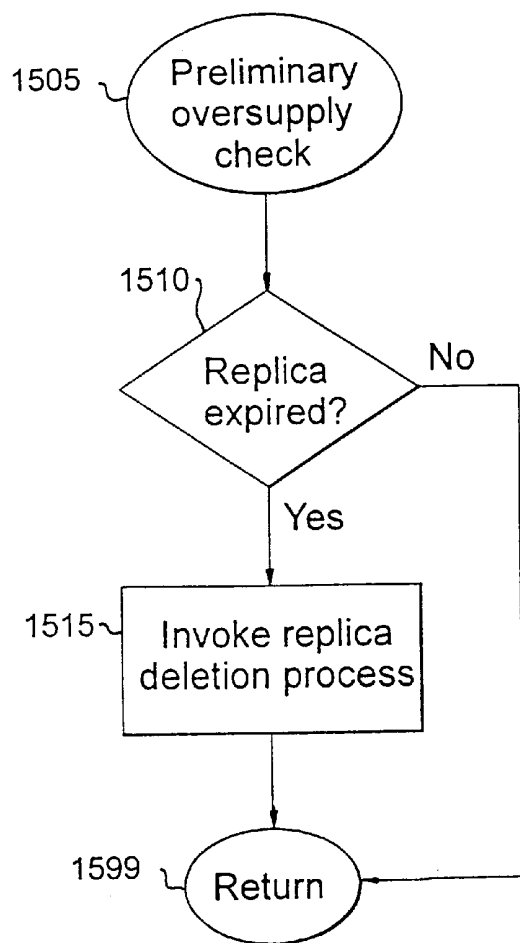 1505
Preliminary
oversupply
check
1510
Replica
expired?
No
Yes
1515
Invoke replica
deletion process
1599
Return